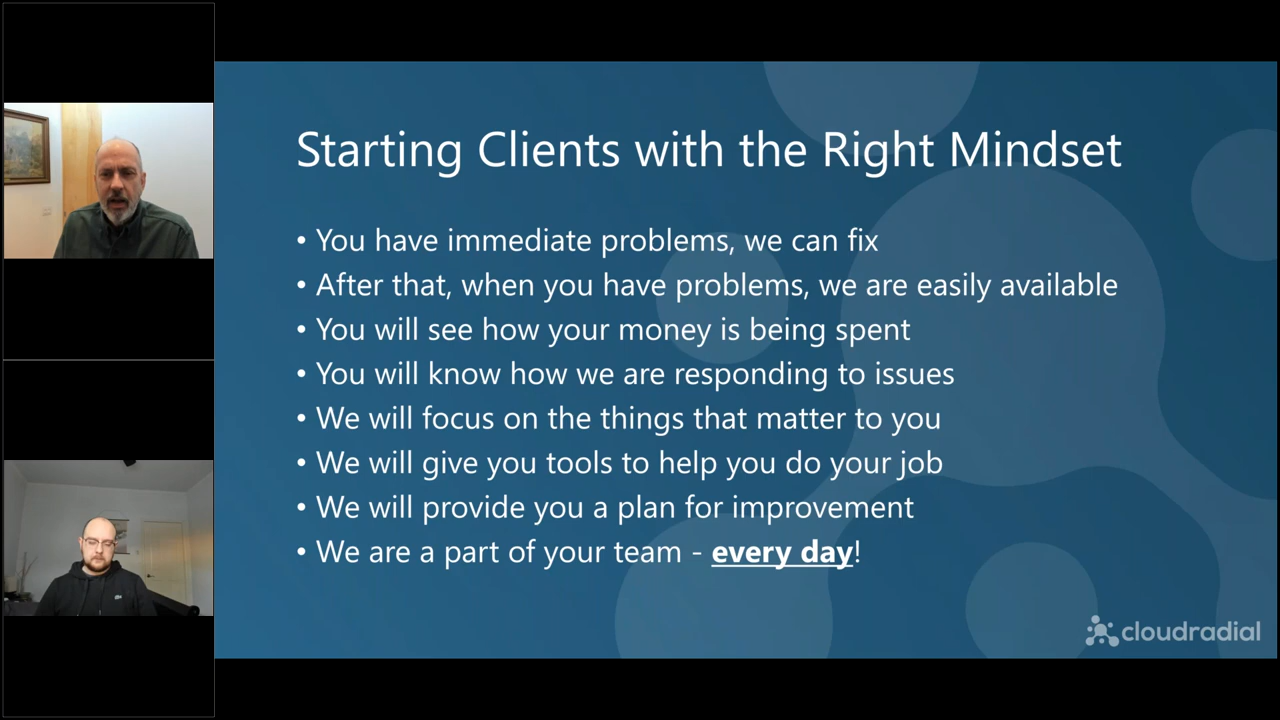 Starting Clients with the Right Mindset
• You have immediate problems, we can fix
• After that, when you have problems, we are easily available
• You will see how your money is being spent
• You will know how we are responding to issues
• We will focus on the things that matter to you
• We will give you tools to help you do your job
• We will provide you a plan for improvement
• We are a part of your team - every day!
cloudradial